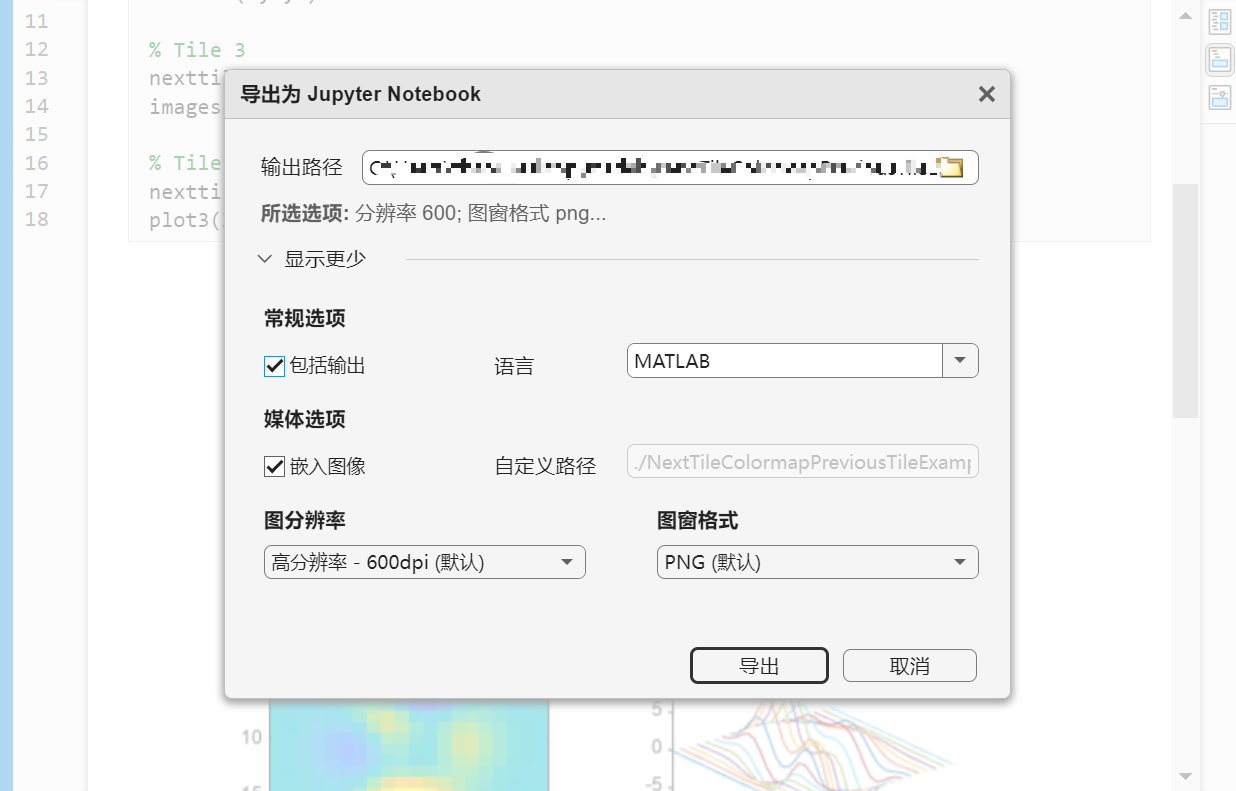 11
12 % Tile 3
13 nextti
14 images
15
16 % Tile
17 nextti
18 plot3(
导出为 Jupyter Notebook
输出路径
所选选项: 分辨率 600; 图窗格式 png...
显示更少
常规选项
包括输出 语言 MATLAB
媒体选项
嵌入图像 自定义路径 ./NextTileColormapPreviousTileExamp
图分辨率 图窗格式
高分辨率 - 600dpi (默认) PNG (默认)
导出 取消
10 5
0
-5